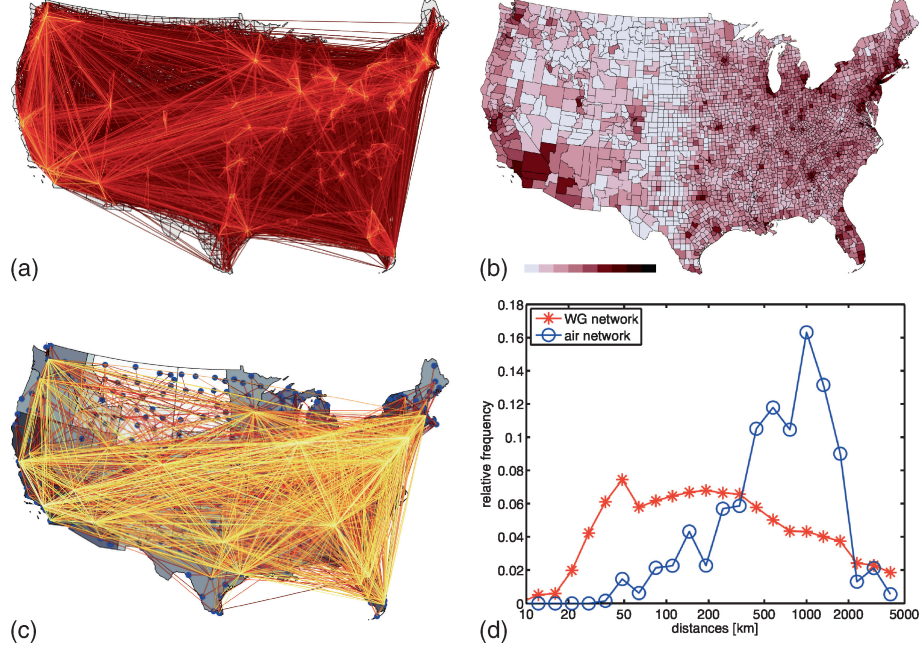 (a)
(b)
(c)
0.18
0.16
0.14
0.12
0.1
0.08
0.06
0.04
0.02
0
relative frequency
WG network
air network
10 20 50 100 200 500 1000 2000 5000
distances [km]
(d)